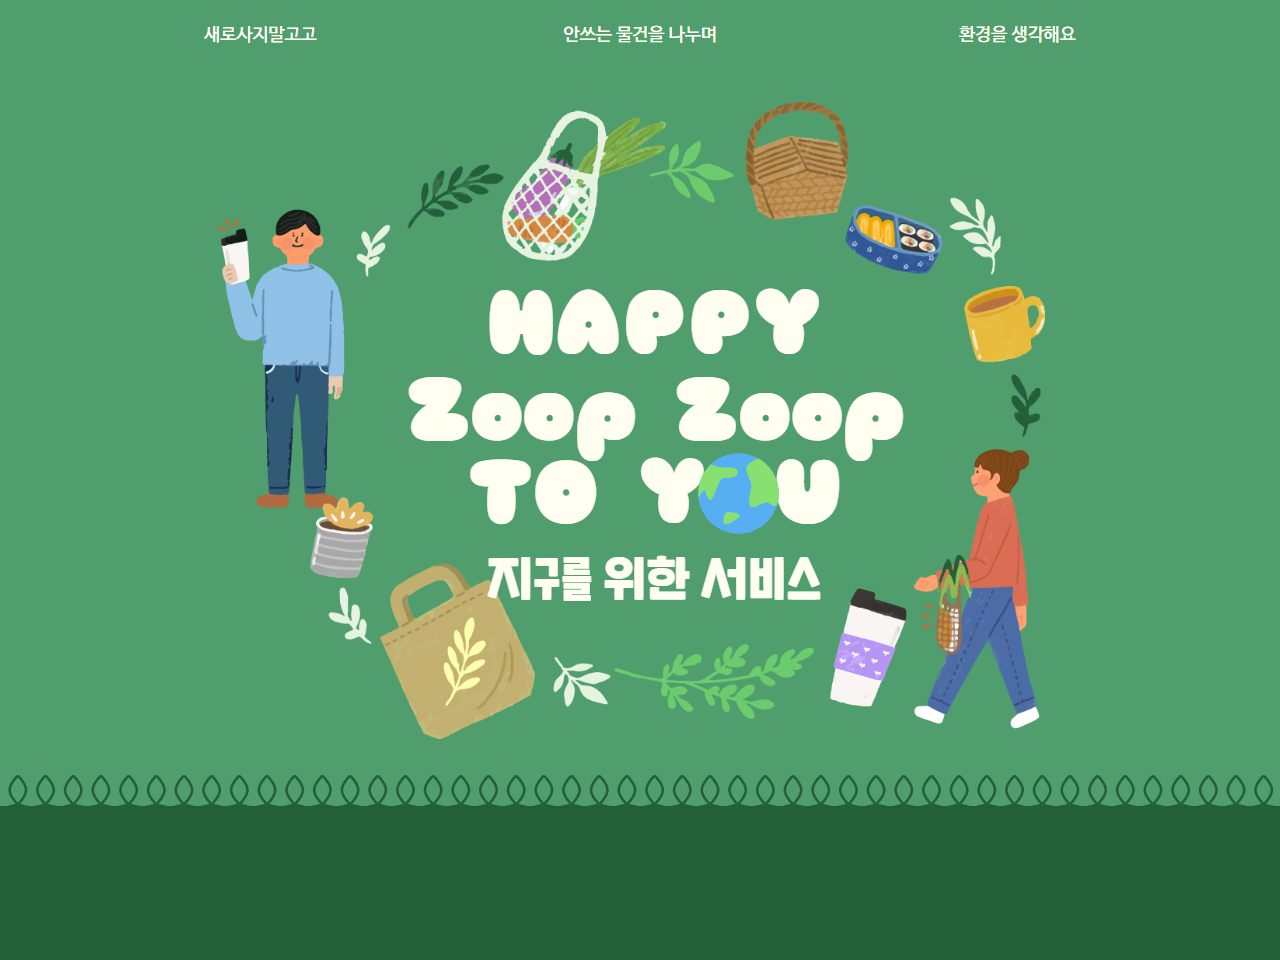 새로사지말고고
안쓰는 물건을 나누며
환경을 생각해요
HAPPY
Zoop Zoop
TO YOU
지구를 위한 서비스